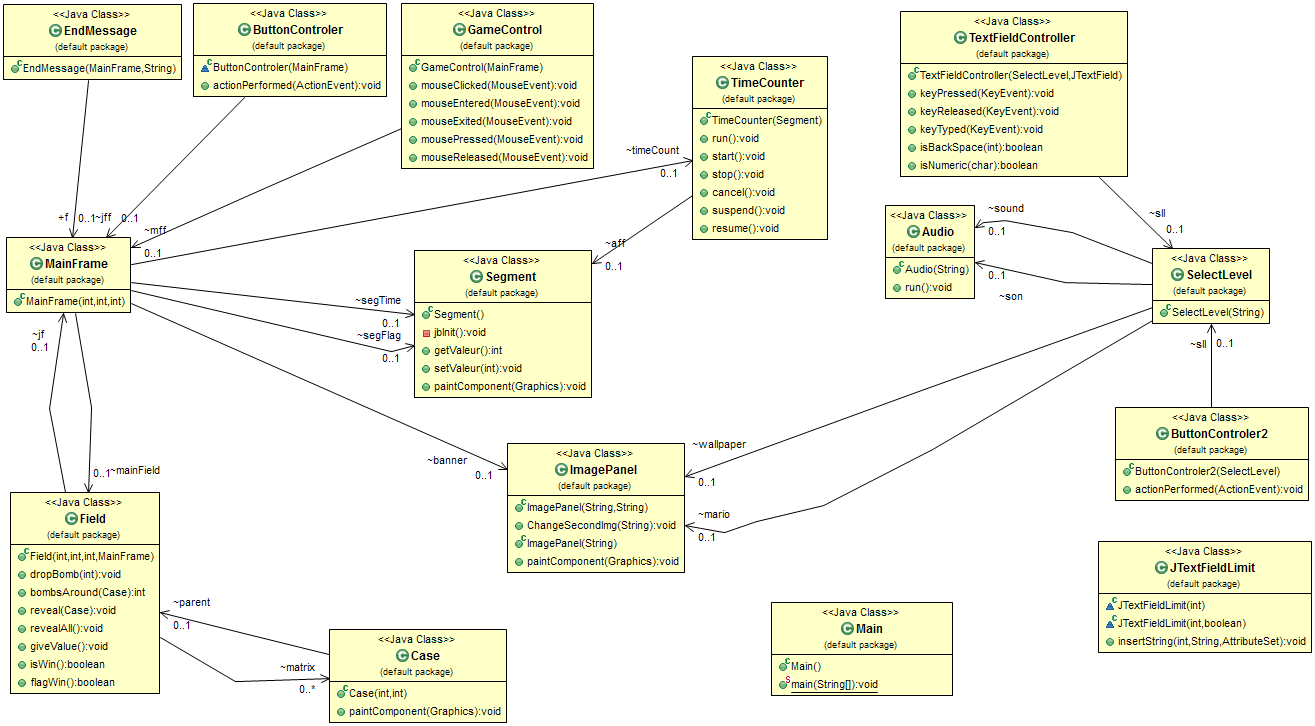 <<Java Class>>
EndMessage
(default package)
EndMessage(MainFrame,String)
<<Java Class>>
ButtonControler
(default package)
ButtonControler(MainFrame)
actionPerformed(ActionEvent):void
<<Java Class>>
GameControl
(default package)
GameControl(MainFrame)
mouseClicked(MouseEvent):void
mouseEntered(MouseEvent):void
mouseExited(MouseEvent):void
mousePressed(MouseEvent):void
mouseReleased(MouseEvent):void
<<Java Class>>
TimeCounter
(default package)
TimeCounter(Segment)
run():void
start():void
stop():void
cancel():void
suspend():void
resume():void
<<Java Class>>
TextFieldController
(default package)
TextFieldController(SelectLevel,JTextField)
keyPressed(KeyEvent):void
keyReleased(KeyEvent):void
keyTyped(KeyEvent):void
isBackSpace(int):boolean
isNumeric(char):boolean
~timeCount
0..1
+f
0..1
~jff
0..1
~mff
0..1
~aff
0..1
~sound
0..1
~sll
0..1
<<Java Class>>
Audio
(default package)
Audio(String)
run():void
0..1
~son
<<Java Class>>
MainFrame
(default package)
MainFrame(int,int,int)
<<Java Class>>
Segment
(default package)
Segment()
jbInit():void
getValeur():int
setValeur(int):void
paintComponent(Graphics):void
<<Java Class>>
SelectLevel
(default package)
SelectLevel(String)
~segTime
0..1
~segFlag
0..1
~jf
0..1
~sll
0..1
<<Java Class>>
ButtonControler2
(default package)
ButtonControler2(SelectLevel)
actionPerformed(ActionEvent):void
~banner
0..1
~wallpaper
0..1
0..1
~mainField
<<Java Class>>
ImagePanel
(default package)
ImagePanel(String,String)
ChangeSecondImg(String):void
ImagePanel(String)
paintComponent(Graphics):void
~mario
0..1
<<Java Class>>
Field
(default package)
Field(int,int,int,MainFrame)
dropBomb(int):void
bombsAround(Case):int
reveal(Case):void
revealAll():void
giveValue():void
isWin():boolean
flagWin():boolean
~parent
0..1
~matrix
0..*
<<Java Class>>
Case
(default package)
Case(int,int)
paintComponent(Graphics):void
<<Java Class>>
Main
(default package)
Main()
main(String[]):void
<<Java Class>>
JTextFieldLimit
(default package)
JTextFieldLimit(int)
JTextFieldLimit(int,boolean)
insertString(int,String,AttributeSet):void